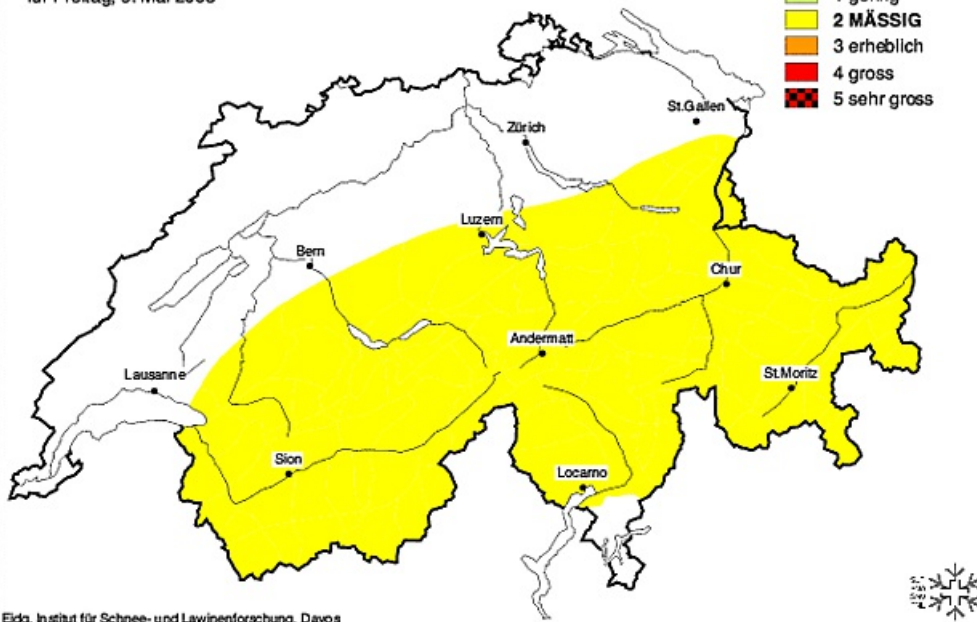 2 MÄSSIG
3 erheblich
4 gross
5 sehr gross
St.Gallen
Zürich
Luzern
Bern
Chur
Andermatt
Lausanne
St.Moritz
Sion
Locarno
Eidg. Institut für Schnee- und Lawinenforschung, Davos